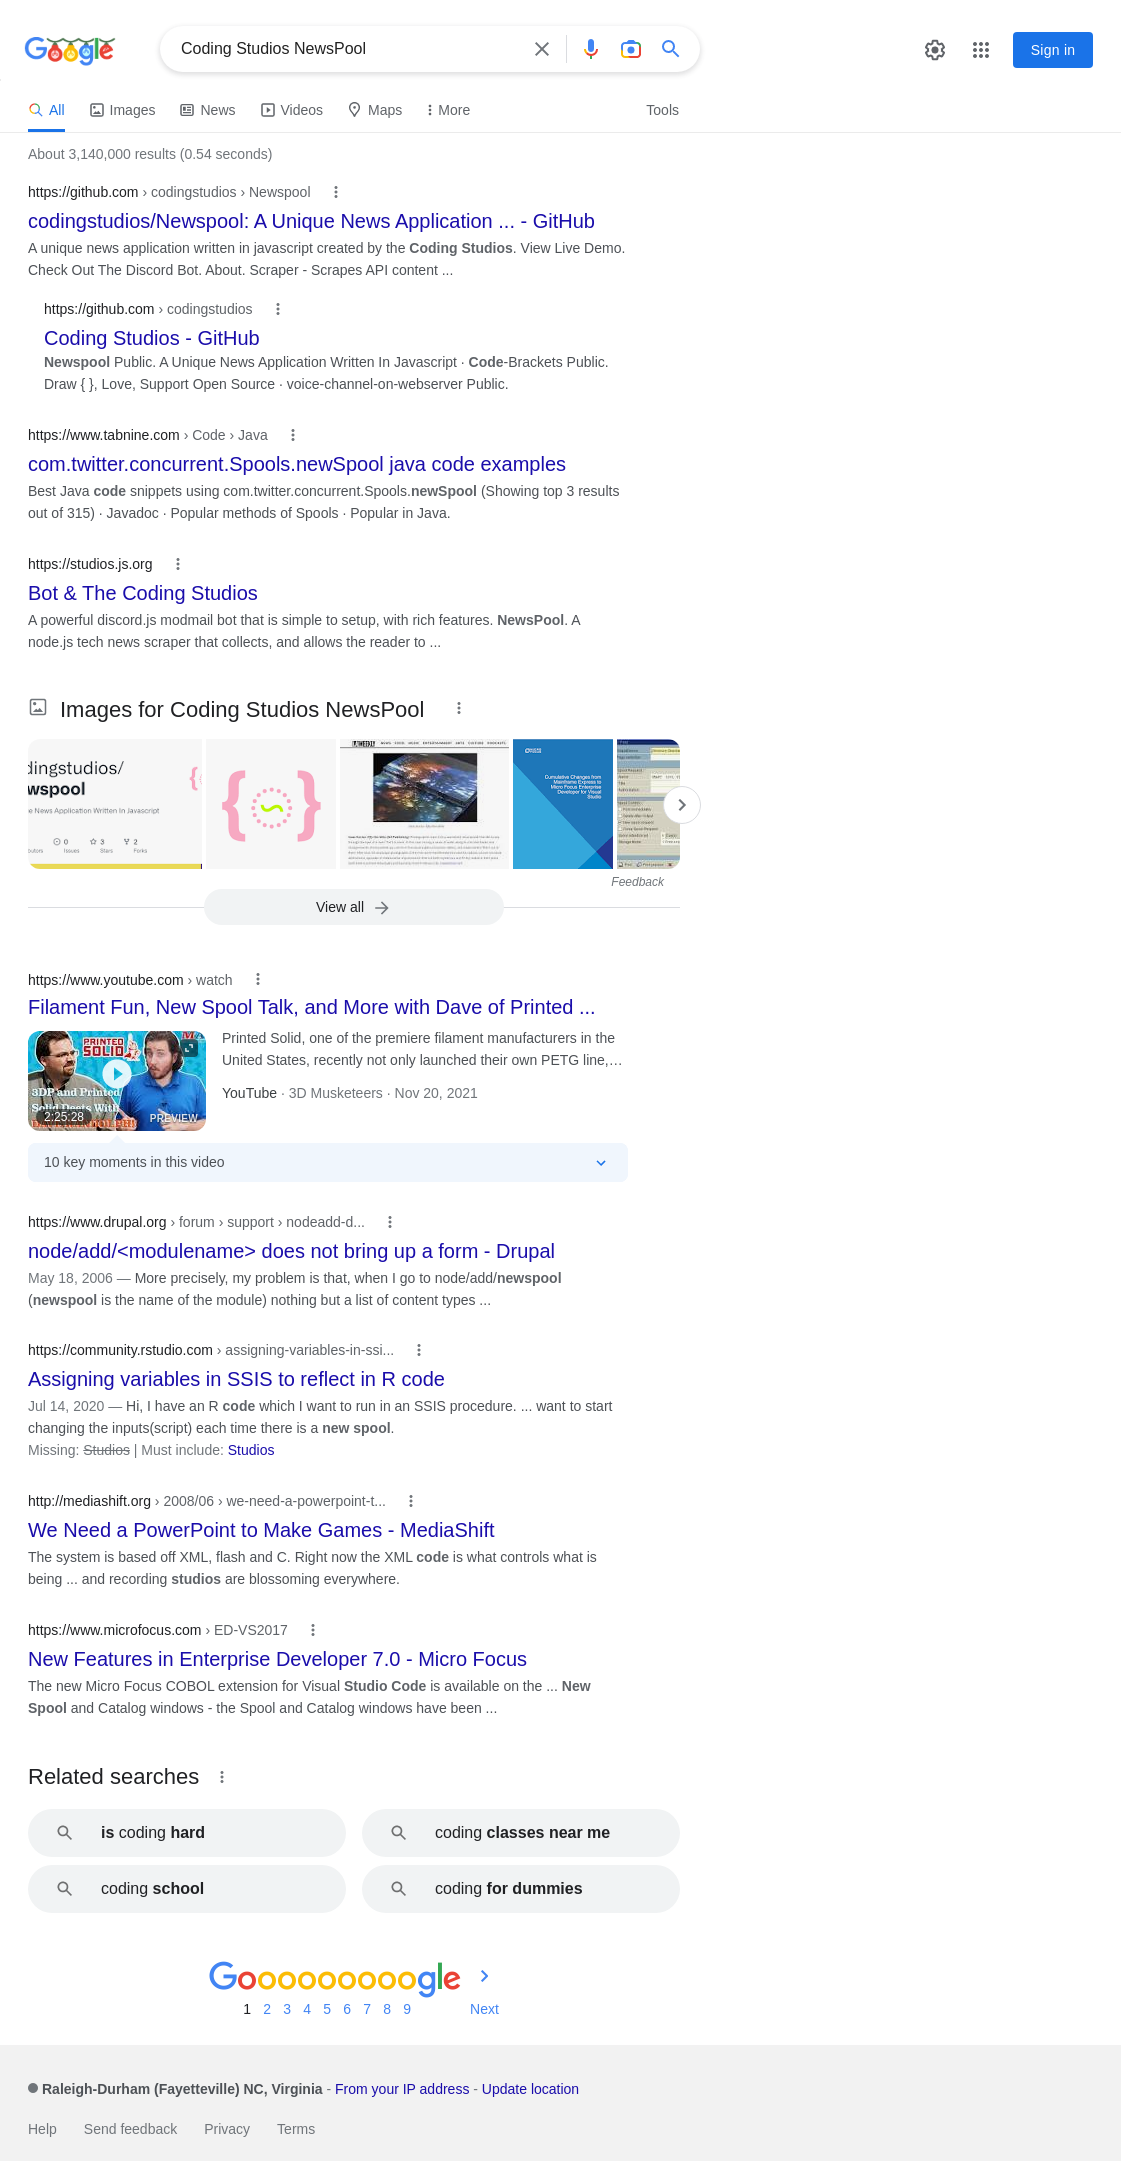 Google
Coding Studios NewsPool
Sign in
All
Images
News
Videos
Maps
More
Tools
About 3,140,000 results (0.54 seconds)
https://github.com › codingstudios › Newspool
codingstudios/Newspool: A Unique News Application ... - GitHub
A unique news application written in javascript created by the Coding Studios. View Live Demo.
Check Out The Discord Bot. About. Scraper - Scrapes API content ...
https://github.com › codingstudios
Coding Studios - GitHub
Newspool Public. A Unique News Application Written In Javascript · Code-Brackets Public.
Draw { }, Love, Support Open Source · voice-channel-on-webserver Public.
https://www.tabnine.com › Code › Java
com.twitter.concurrent.Spools.newSpool java code examples
Best Java code snippets using com.twitter.concurrent.Spools.newSpool (Showing top 3 results
out of 315) · Javadoc · Popular methods of Spools · Popular in Java.
https://studios.js.org
Bot & The Coding Studios
A powerful discord.js modmail bot that is simple to setup, with rich features. NewsPool. A
node.js tech news scraper that collects, and allows the reader to ...
Images for Coding Studios NewsPool
dingstudios/
wspool
e News Application Written In Javascript
0
Issues
3
Stars
2
Forks
Cumulative Changes from
Mainframe Express to
Micro Focus Enterprise
Developer for Visual
Studio
Feedback
View all
https://www.youtube.com › watch
Filament Fun, New Spool Talk, and More with Dave of Printed ...
PRINTED
SOLID
3DP and Printed
Solid Deets With
2:25:28
PREVIEW
Printed Solid, one of the premiere filament manufacturers in the
United States, recently not only launched their own PETG line,...
YouTube · 3D Musketeers · Nov 20, 2021
10 key moments in this video
https://www.drupal.org › forum › support › nodeadd-d...
node/add/<modulename> does not bring up a form - Drupal
May 18, 2006 — More precisely, my problem is that, when I go to node/add/newspool
(newspool is the name of the module) nothing but a list of content types ...
https://community.rstudio.com › assigning-variables-in-ssi...
Assigning variables in SSIS to reflect in R code
Jul 14, 2020 — Hi, I have an R code which I want to run in an SSIS procedure. ... want to start
changing the inputs(script) each time there is a new spool.
Missing: Studios | Must include: Studios
http://mediashift.org › 2008/06 › we-need-a-powerpoint-t...
We Need a PowerPoint to Make Games - MediaShift
The system is based off XML, flash and C. Right now the XML code is what controls what is
being ... and recording studios are blossoming everywhere.
https://www.microfocus.com › ED-VS2017
New Features in Enterprise Developer 7.0 - Micro Focus
The new Micro Focus COBOL extension for Visual Studio Code is available on the ... New
Spool and Catalog windows - the Spool and Catalog windows have been ...
Related searches
is coding hard
coding classes near me
coding school
coding for dummies
Goooooooooogle
1 2 3 4 5 6 7 8 9 Next
Raleigh-Durham (Fayetteville) NC, Virginia - From your IP address - Update location
Help
Send feedback
Privacy
Terms